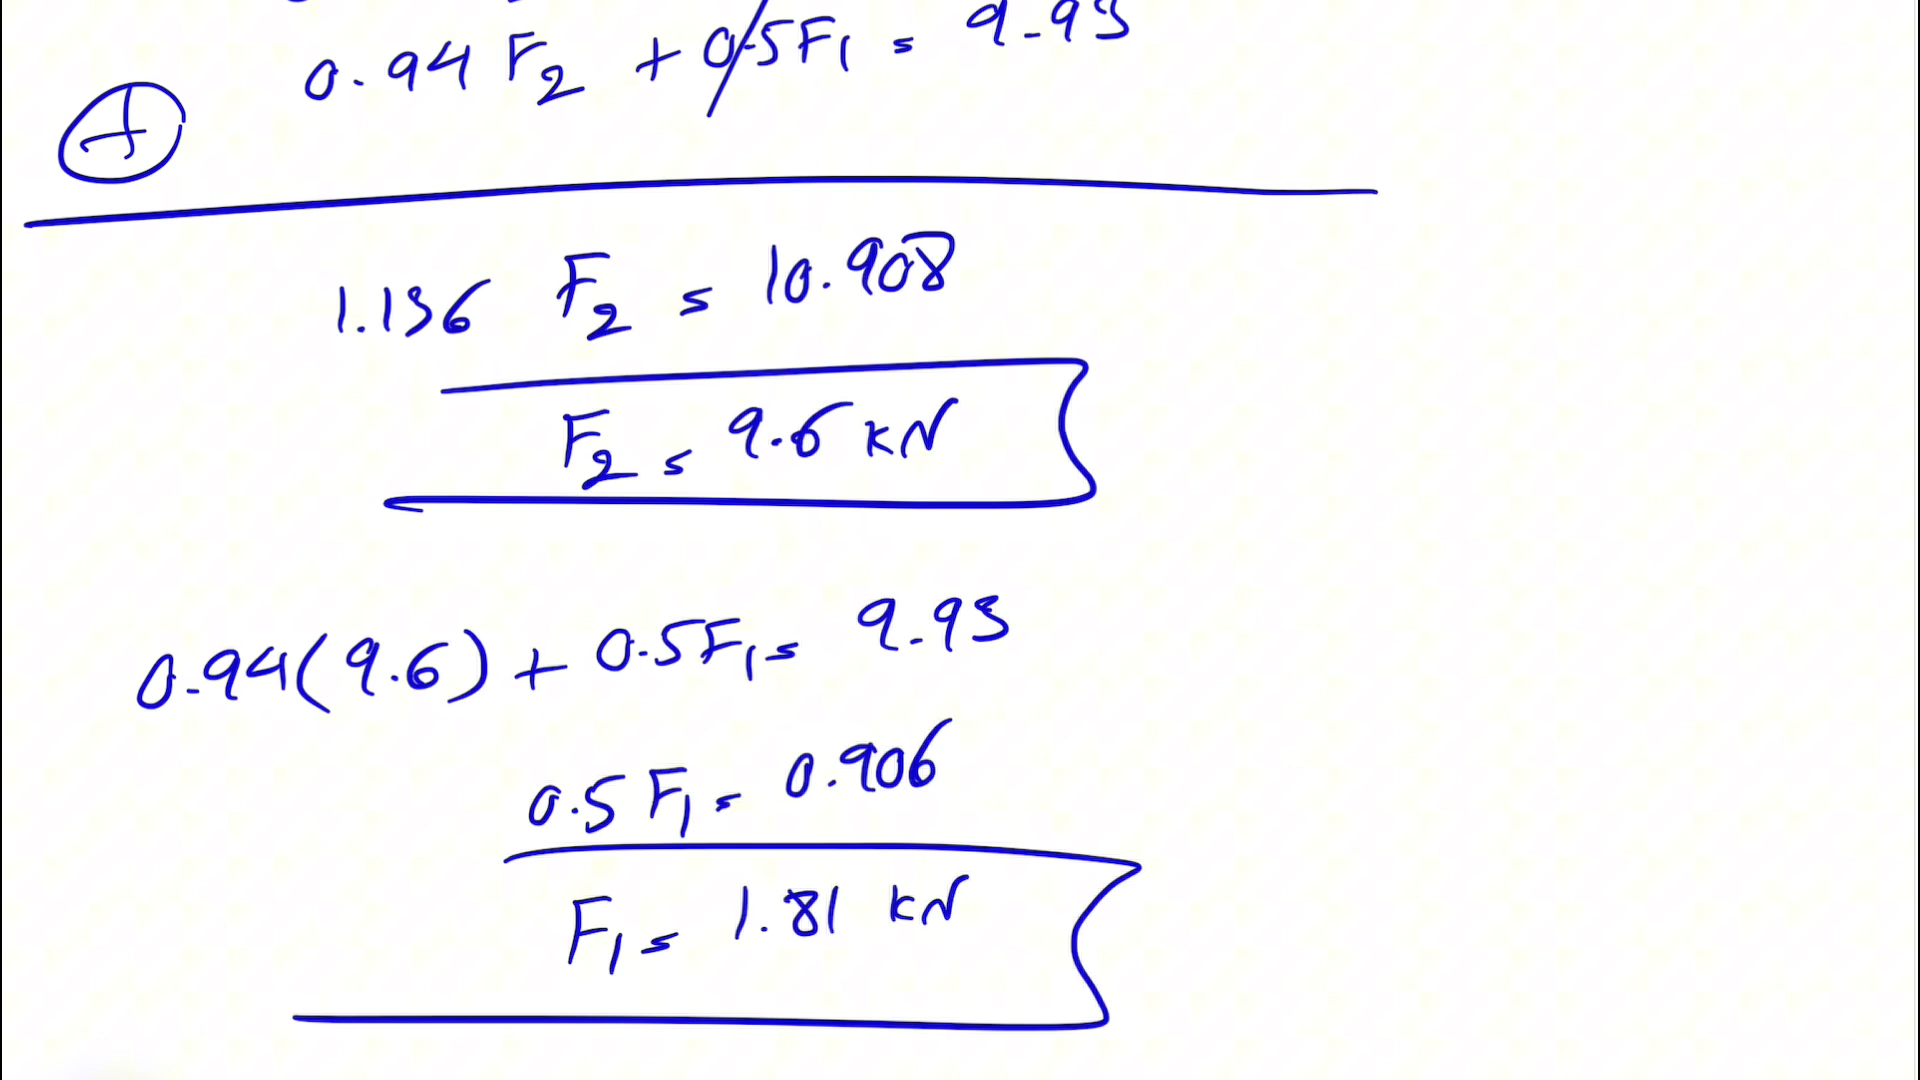 0.94 F2 + 0.5F1 = 9.93
+
1.136 F2 = 10.908
F2 = 9.6 kN
0.94(9.6) + 0.5F1 = 9.93
0.5 F1 = 0.906
F1 = 1.81 kN